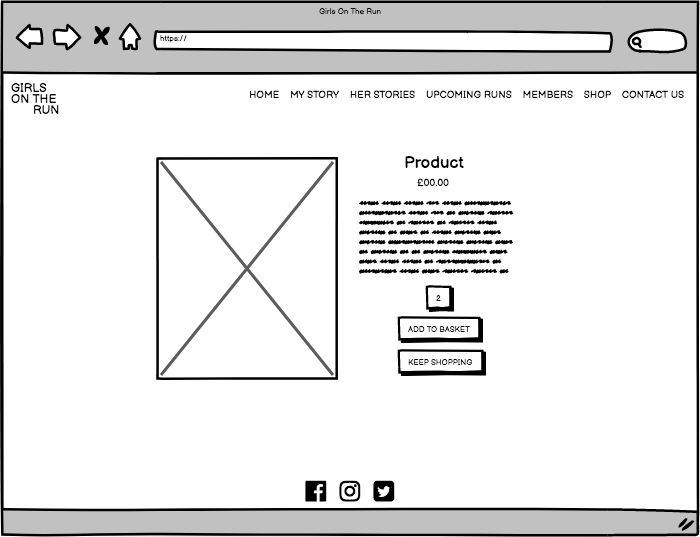 Girls On The Run
https://
GIRLS
ON THE
RUN
HOME MY STORY HER STORIES UPCOMING RUNS MEMBERS SHOP CONTACT US
Product
£00.00
2
ADD TO BASKET
KEEP SHOPPING